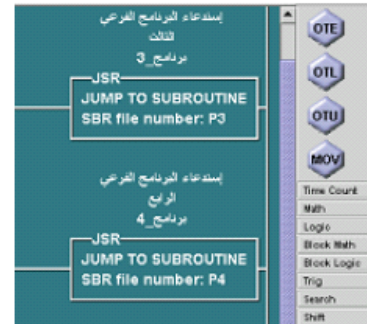 إستدعاء البرنامج الفرعي
الثالث
برنامج_3
JSR
JUMP TO SUBROUTINE
SBR file number: P3
إستدعاء البرنامج الفرعي
الرابع
برنامج_4
JSR
JUMP TO SUBROUTINE
SBR file number: P4
OTE
OTL
OTU
MOV
Time Count
Math
Logic
Block Math
Block Logic
Trig
Search
Shift